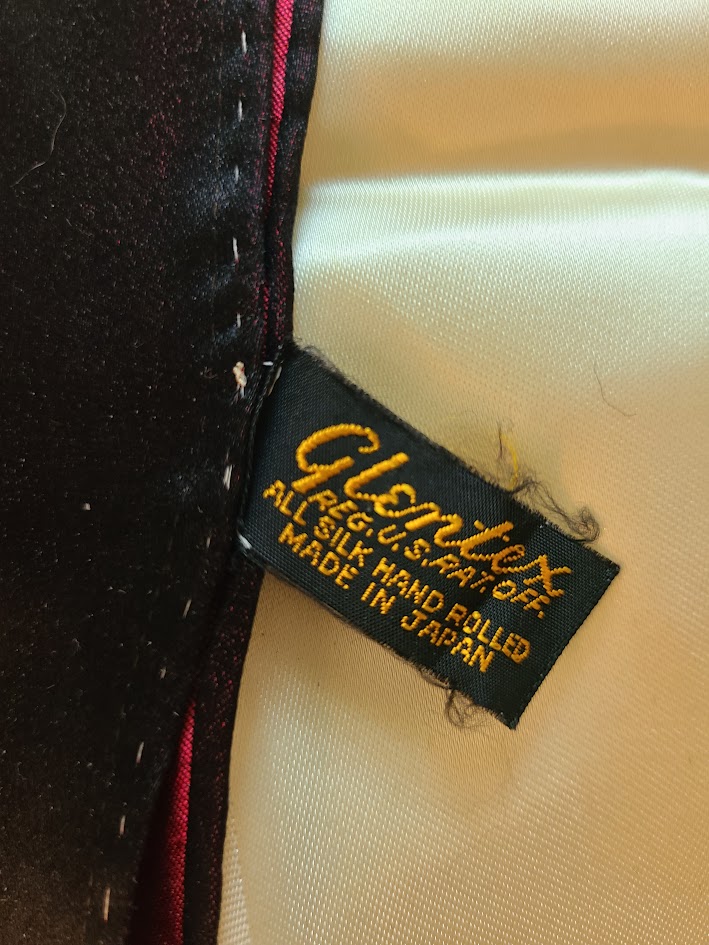 Glentex
REG. U.S. PAT. OFF.
ALL SILK HAND ROLLED
MADE IN JAPAN